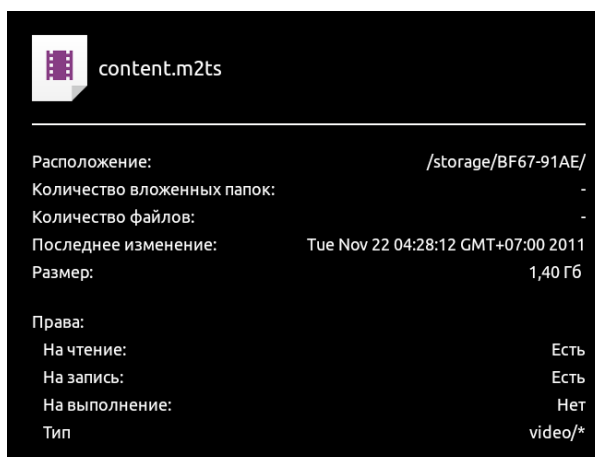 content.m2ts
Расположение: /storage/BF67-91AE/
Количество вложенных папок: -
Количество файлов: -
Последнее изменение: Tue Nov 22 04:28:12 GMT+07:00 2011
Размер: 1,40 Гб
Права:
На чтение: Есть
На запись: Есть
На выполнение: Нет
Тип video/*